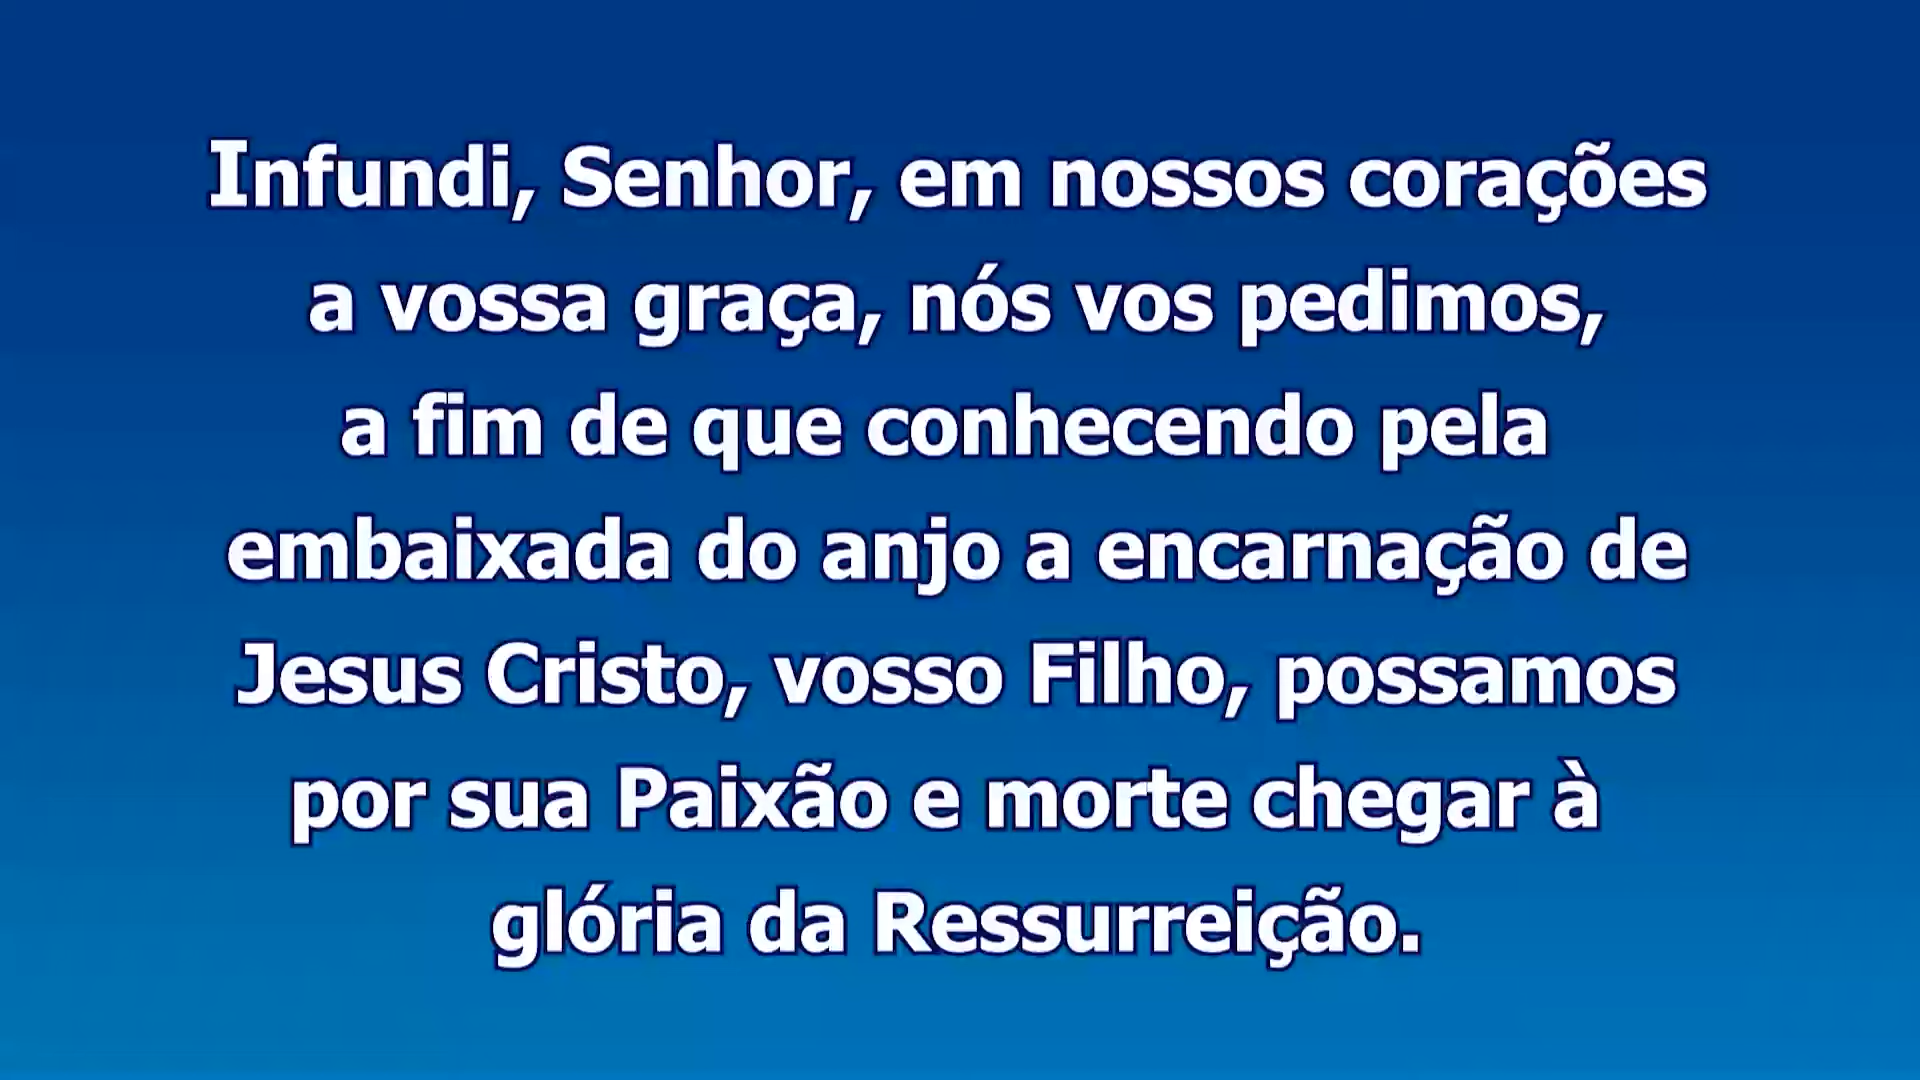 Infundi, Senhor, em nossos corações
a vossa graça, nós vos pedimos,
a fim de que conhecendo pela
embaixada do anjo a encarnação de
Jesus Cristo, vosso Filho, possamos
por sua Paixão e morte chegar à
glória da Ressurreição.